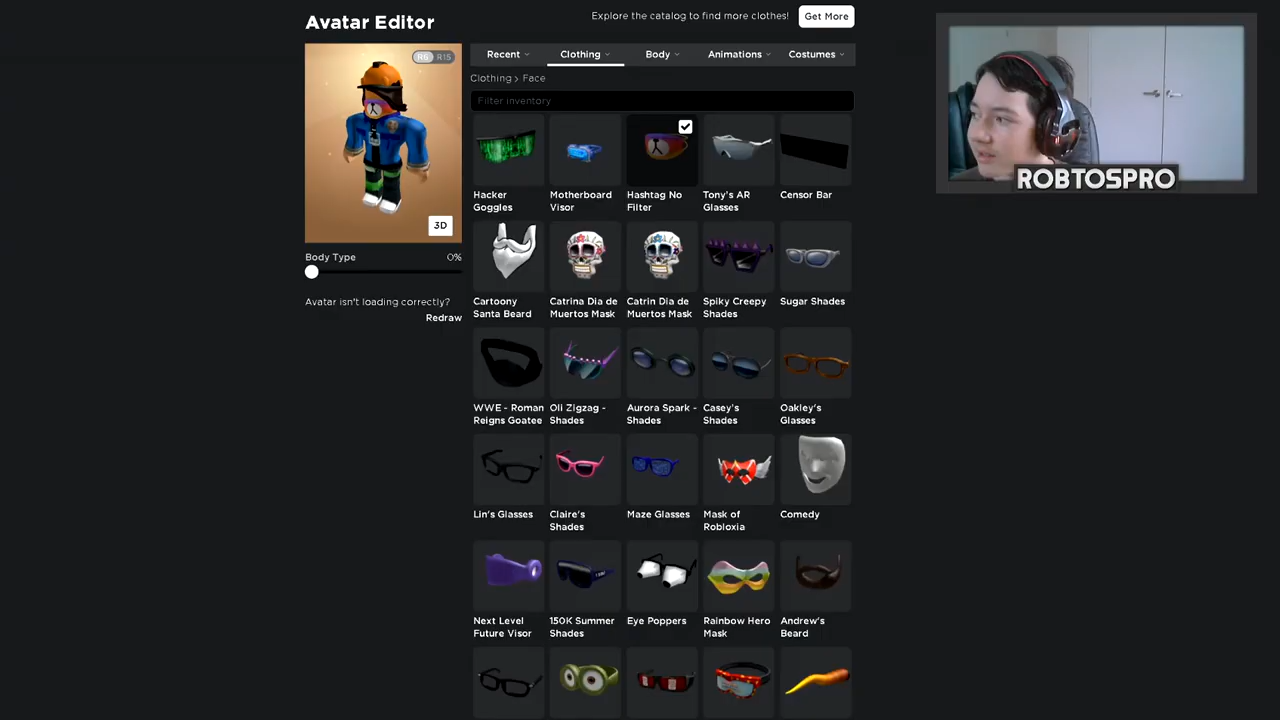 Avatar Editor
Explore the catalog to find more clothes!
Get More
R6 R15
3D
Body Type 0%
Avatar isn't loading correctly?
Redraw
Recent Clothing Body Animations Costumes
Clothing > Face
Filter inventory
Hacker Goggles
Motherboard Visor
Hashtag No Filter
Tony's AR Glasses
Censor Bar
Cartoony Santa Beard
Catrina Dia de Muertos Mask
Catrin Dia de Muertos Mask
Spiky Creepy Shades
Sugar Shades
WWE - Roman Reigns Goatee
Oli Zigzag - Shades
Aurora Spark - Shades
Casey's Shades
Oakley's Glasses
Lin's Glasses
Claire's Shades
Maze Glasses
Mask of Robloxia
Comedy
Next Level Future Visor
150K Summer Shades
Eye Poppers
Rainbow Hero Mask
Andrew's Beard
ROBTOSPRO